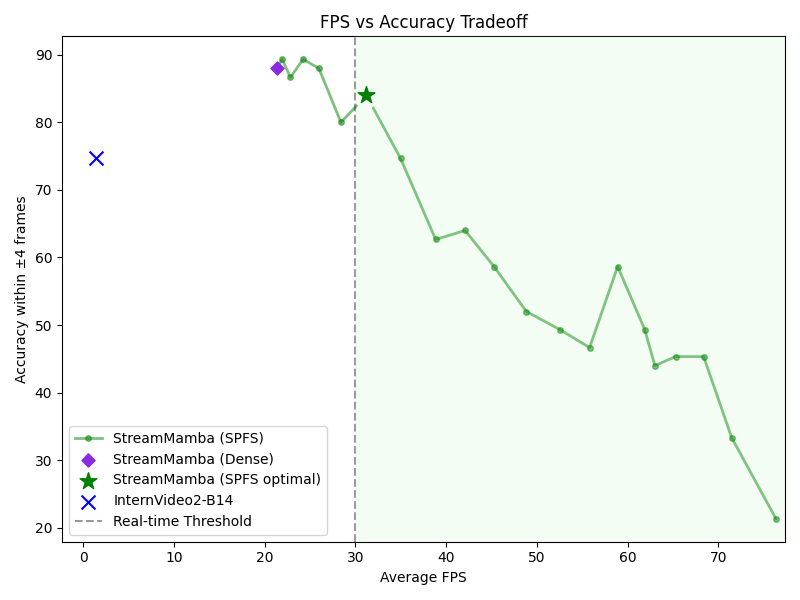 FPS vs Accuracy Tradeoff
Accuracy within ±4 frames
90
80
70
60
50
40
30
20
StreamMamba (SPFS)
StreamMamba (Dense)
StreamMamba (SPFS optimal)
InternVideo2-B14
Real-time Threshold
0 10 20 30 40 50 60 70
Average FPS